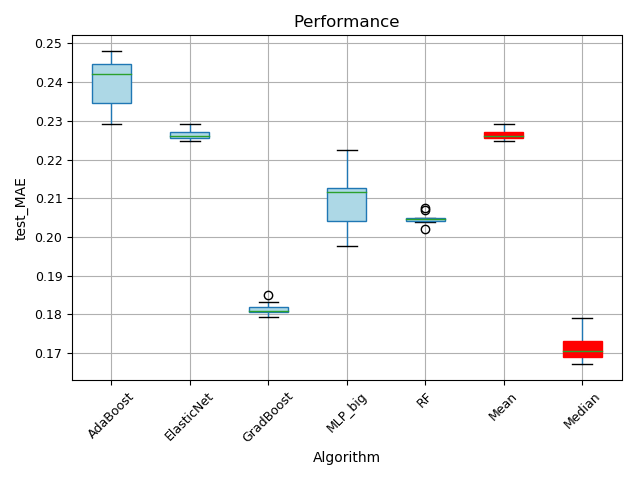 Performance
test_MAE
0.25
0.24
0.23
0.22
0.21
0.20
0.19
0.18
0.17
AdaBoost
ElasticNet
GradBoost
MLP_big
RF
Mean
Median
Algorithm